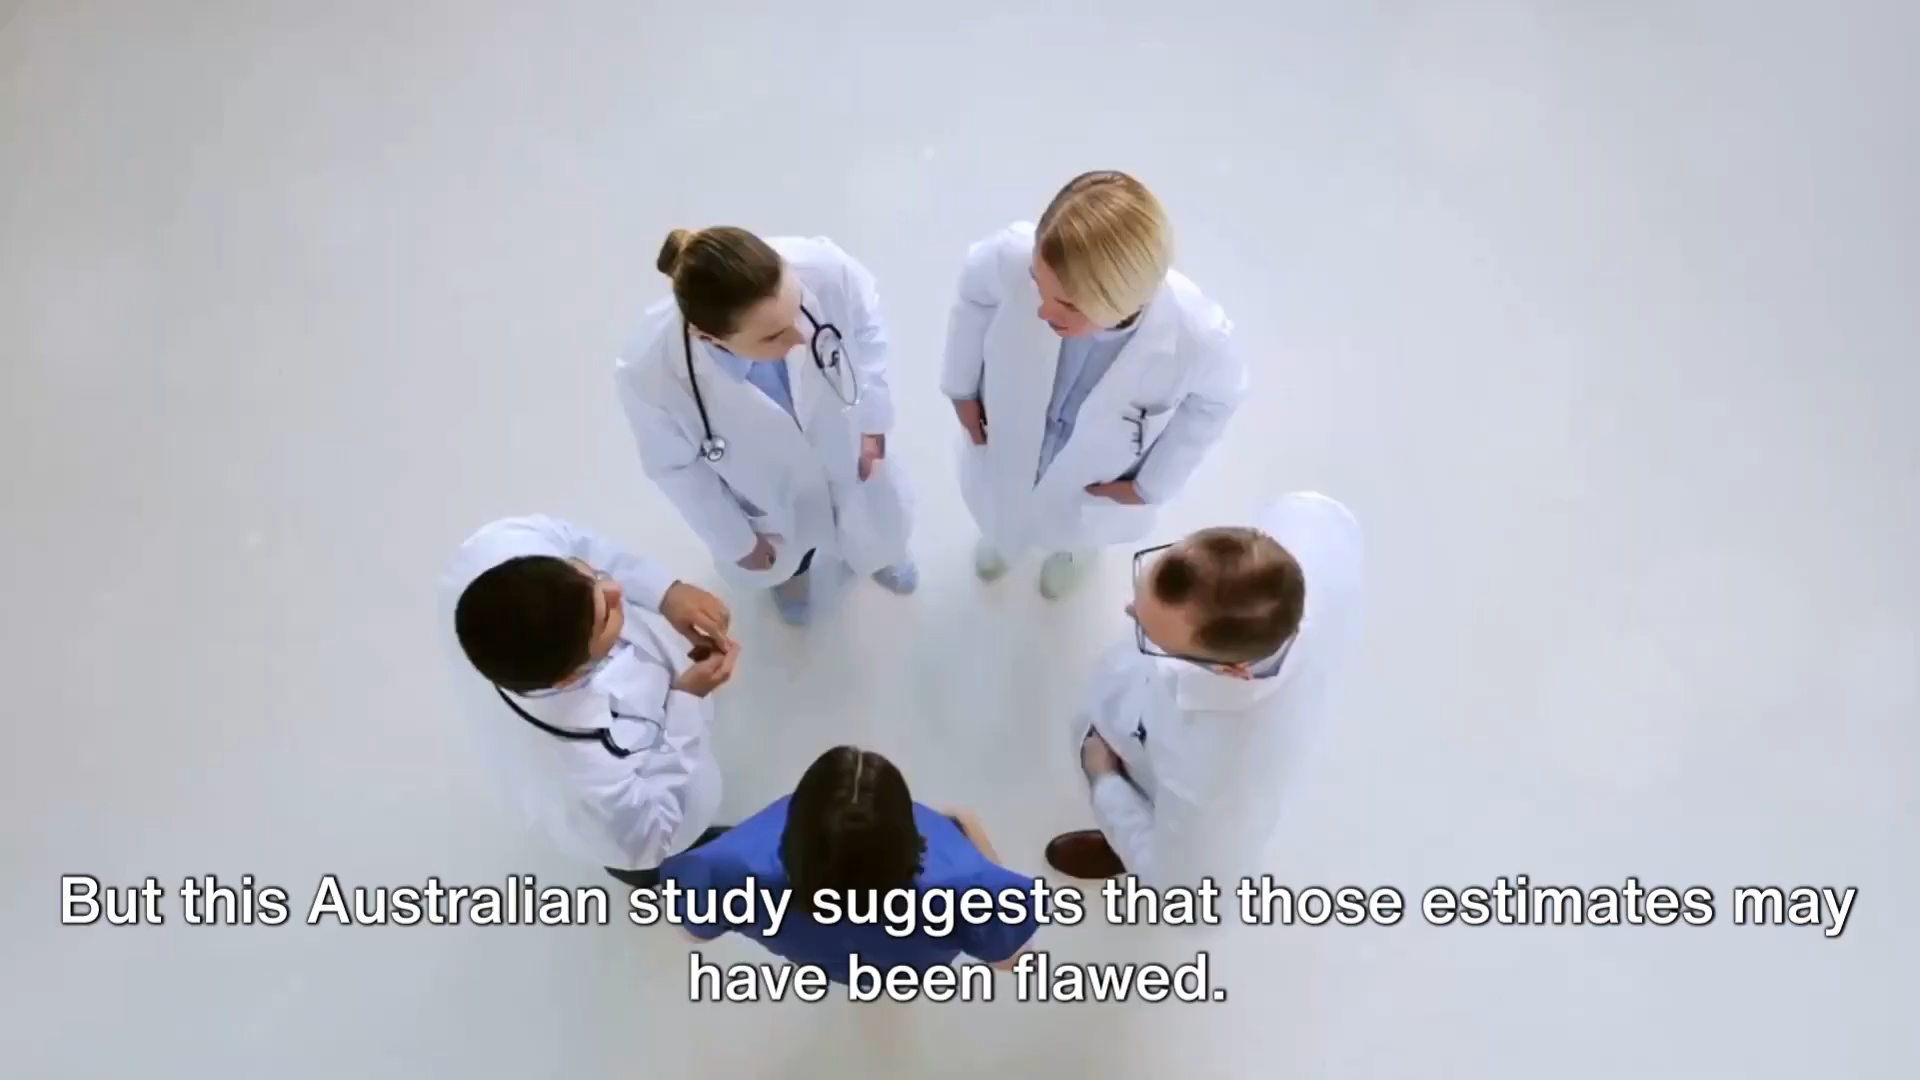 But this Australian study suggests that those estimates may
have been flawed.